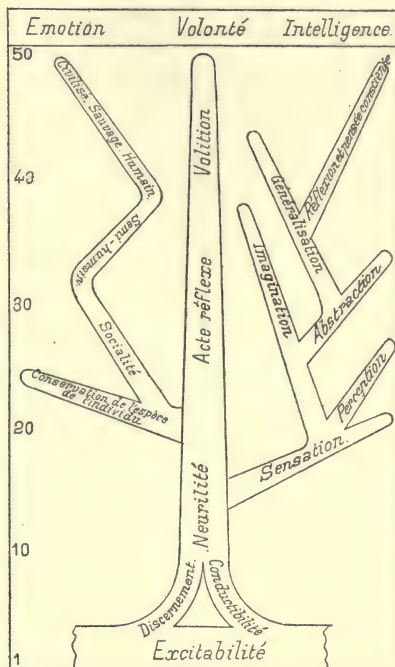 Emotion Volonté Intelligence.
50
40
30
20
10
1
Civilisé. Sauvage. Humain.
Semi-humain.
Socialité
Conservation de l'espèce
de l'individu.
Volition
Acte réflexe
Neurilité
Réflexion et pensée consciente
Généralisation
Imagination
Abstraction
Perception
Sensation.
Discernement.
Conductibilité
Excitabilité